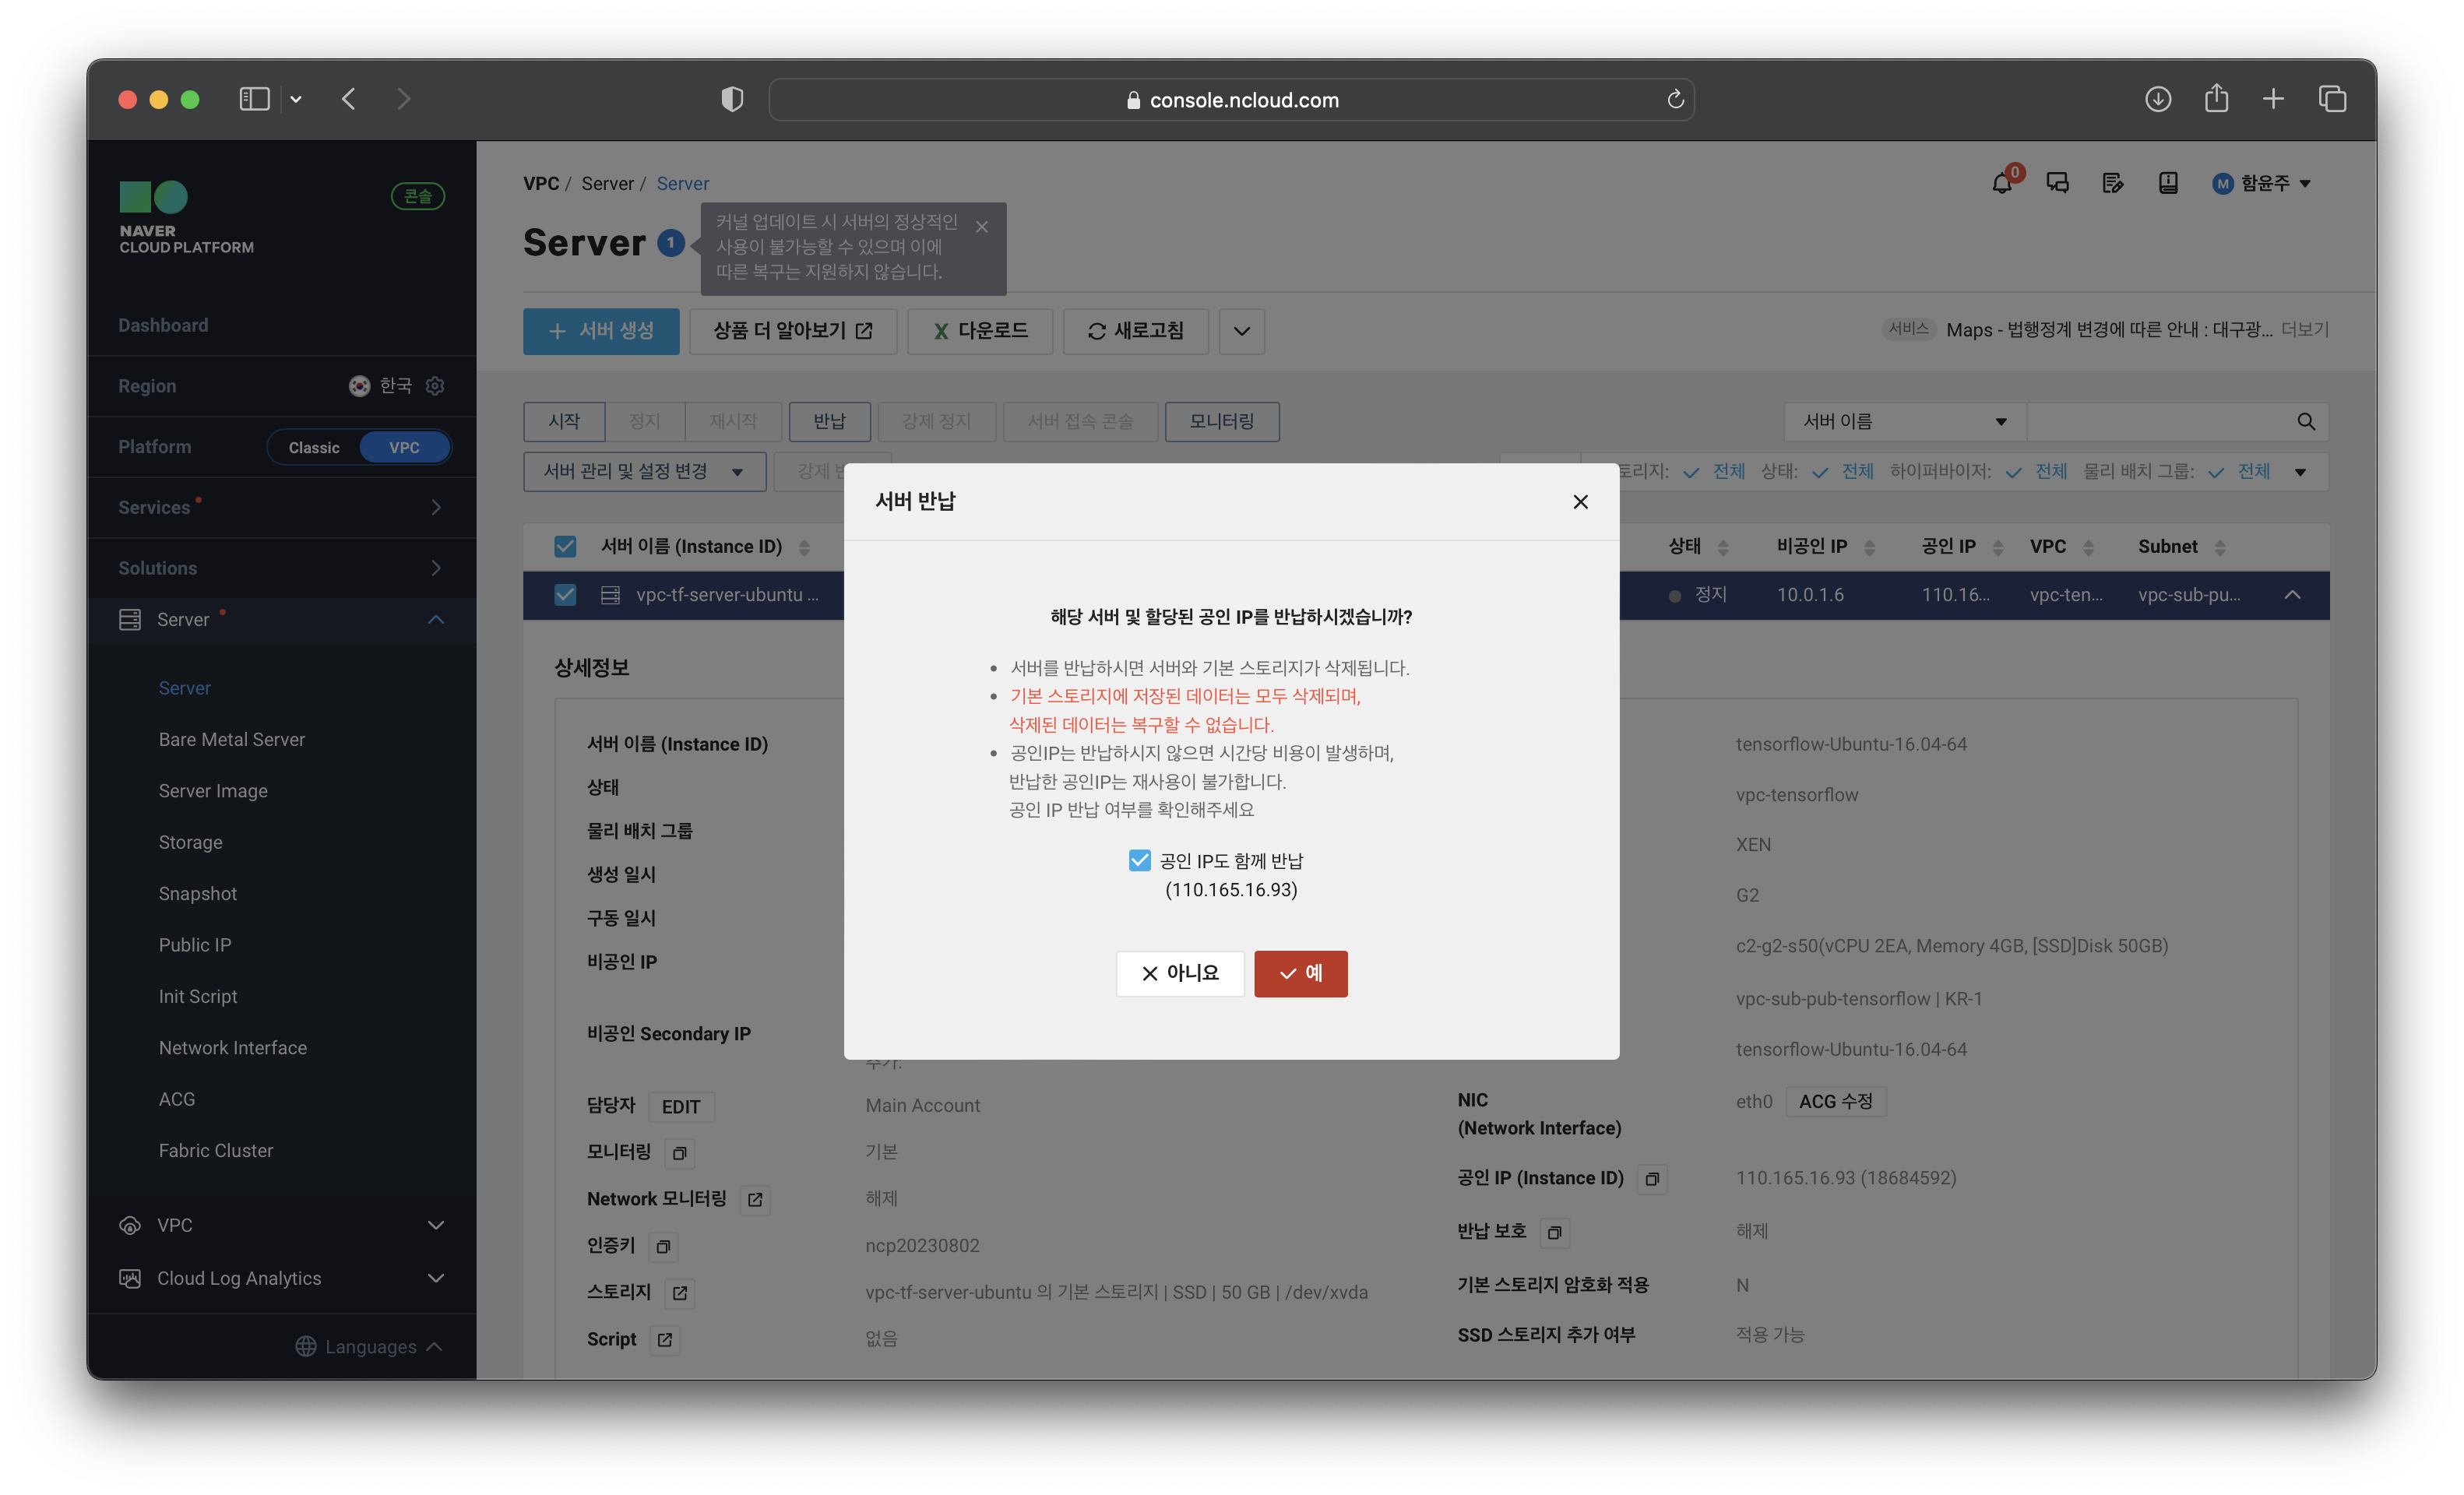 console.ncloud.com
NAVER
CLOUD PLATFORM
콘솔
Dashboard
Region 한국
Platform Classic VPC
Services
Solutions
Server
Server
Bare Metal Server
Server Image
Storage
Snapshot
Public IP
Init Script
Network Interface
ACG
Fabric Cluster
VPC
Cloud Log Analytics
Languages
VPC / Server / Server
0
M 함윤주
Server 1
커널 업데이트 시 서버의 정상적인
사용이 불가능할 수 있으며 이에
따른 복구는 지원하지 않습니다.
서버 생성 상품 더 알아보기 다운로드 새로고침
서비스 Maps - 법행정계 변경에 따른 안내 : 대구광... 더보기
시작 정지 재시작 반납 강제 정지 서버 접속 콘솔 모니터링
서버 이름
서버 관리 및 설정 변경 강제
토리지: 전체 상태: 전체 하이퍼바이저: 전체 물리 배치 그룹: 전체
서버 이름 (Instance ID) 상태 비공인 IP 공인 IP VPC Subnet
vpc-tf-server-ubuntu ... 정지 10.0.1.6 110.16... vpc-ten... vpc-sub-pu...
상세정보
서버 이름 (Instance ID)
상태
물리 배치 그룹
생성 일시
구동 일시
비공인 IP
비공인 Secondary IP
추가.
담당자 EDIT Main Account
모니터링 기본
Network 모니터링 해제
인증키 ncp20230802
스토리지 vpc-tf-server-ubuntu 의 기본 스토리지 | SSD | 50 GB | /dev/xvda
Script 없음
tensorflow-Ubuntu-16.04-64
vpc-tensorflow
XEN
G2
c2-g2-s50(vCPU 2EA, Memory 4GB, [SSD]Disk 50GB)
vpc-sub-pub-tensorflow | KR-1
tensorflow-Ubuntu-16.04-64
NIC
(Network Interface)
eth0 ACG 수정
공인 IP (Instance ID) 110.165.16.93 (18684592)
반납 보호 해제
기본 스토리지 암호화 적용 N
SSD 스토리지 추가 여부 적용 가능
서버 반납
해당 서버 및 할당된 공인 IP를 반납하시겠습니까?
서버를 반납하시면 서버와 기본 스토리지가 삭제됩니다.
기본 스토리지에 저장된 데이터는 모두 삭제되며,
삭제된 데이터는 복구할 수 없습니다.
공인IP는 반납하시지 않으면 시간당 비용이 발생하며,
반납한 공인IP는 재사용이 불가합니다.
공인 IP 반납 여부를 확인해주세요
공인 IP도 함께 반납
(110.165.16.93)
아니요 예